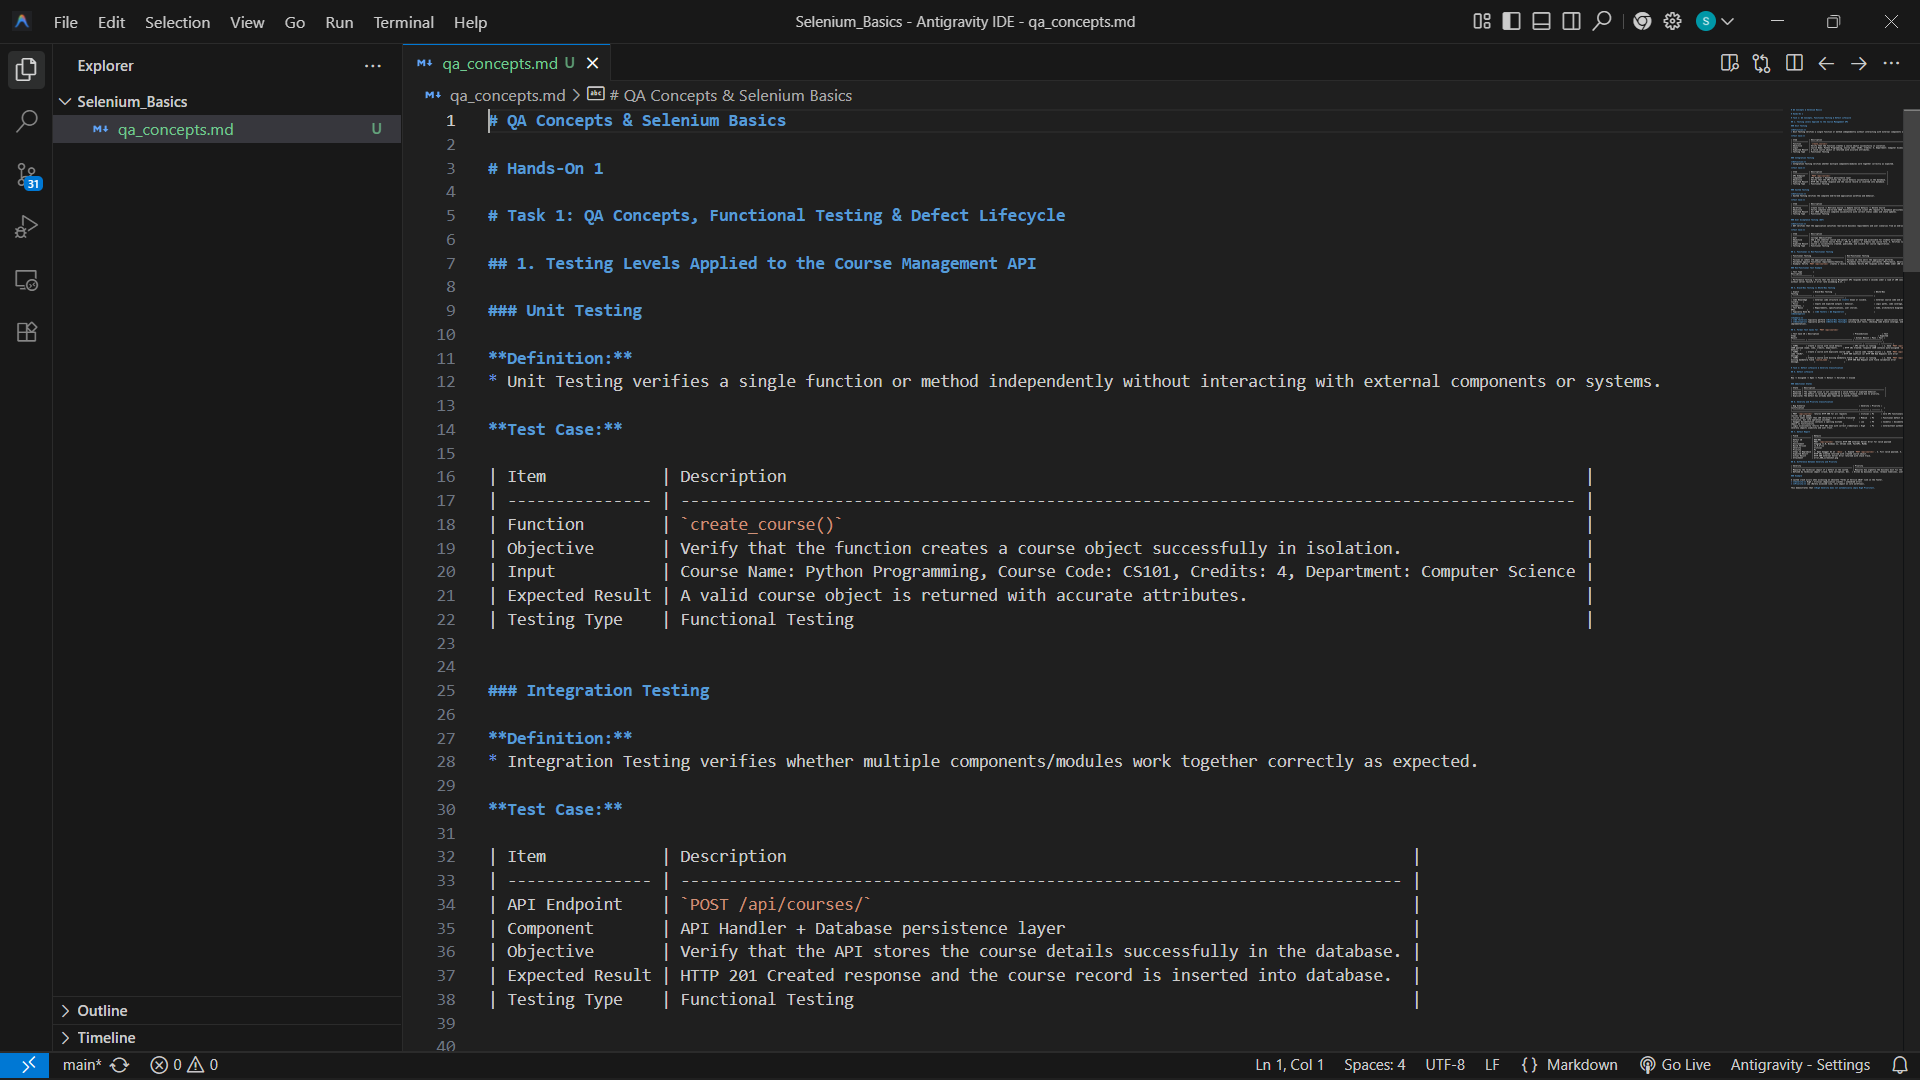 File Edit Selection View Go Run Terminal Help
Selenium_Basics - Antigravity IDE - qa_concepts.md
S
Explorer
Selenium_Basics
qa_concepts.md U
31
Outline
Timeline
qa_concepts.md U
qa_concepts.md > # QA Concepts & Selenium Basics
1 # QA Concepts & Selenium Basics
2
3 # Hands-On 1
4
5 # Task 1: QA Concepts, Functional Testing & Defect Lifecycle
6
7 ## 1. Testing Levels Applied to the Course Management API
8
9 ### Unit Testing
10
11 **Definition:**
12 * Unit Testing verifies a single function or method independently without interacting with external components or systems.
13
14 **Test Case:**
15
16 | Item | Description |
17 | --------------- | --------------------------------------------------------------------------------------------- |
18 | Function | `create_course()` |
19 | Objective | Verify that the function creates a course object successfully in isolation. |
20 | Input | Course Name: Python Programming, Course Code: CS101, Credits: 4, Department: Computer Science |
21 | Expected Result | A valid course object is returned with accurate attributes. |
22 | Testing Type | Functional Testing |
23
24
25 ### Integration Testing
26
27 **Definition:**
28 * Integration Testing verifies whether multiple components/modules work together correctly as expected.
29
30 **Test Case:**
31
32 | Item | Description |
33 | --------------- | --------------------------------------------------------------------------- |
34 | API Endpoint | `POST /api/courses/` |
35 | Component | API Handler + Database persistence layer |
36 | Objective | Verify that the API stores the course details successfully in the database. |
37 | Expected Result | HTTP 201 Created response and the course record is inserted into database. |
38 | Testing Type | Functional Testing |
39
40
main* 0 0
Ln 1, Col 1 Spaces: 4 UTF-8 LF {} Markdown Go Live Antigravity - Settings